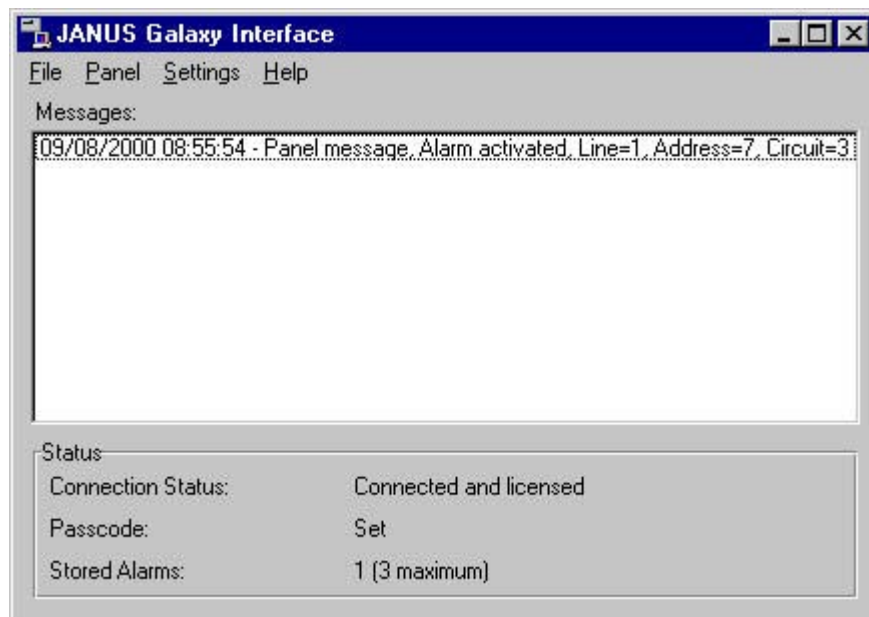 JANUS Galaxy Interface
File Panel Settings Help
Messages:
09/08/2000 08:55:54 - Panel message, Alarm activated, Line=1, Address=7, Circuit=3
Status
Connection Status: Connected and licensed
Passcode: Set
Stored Alarms: 1 (3 maximum)